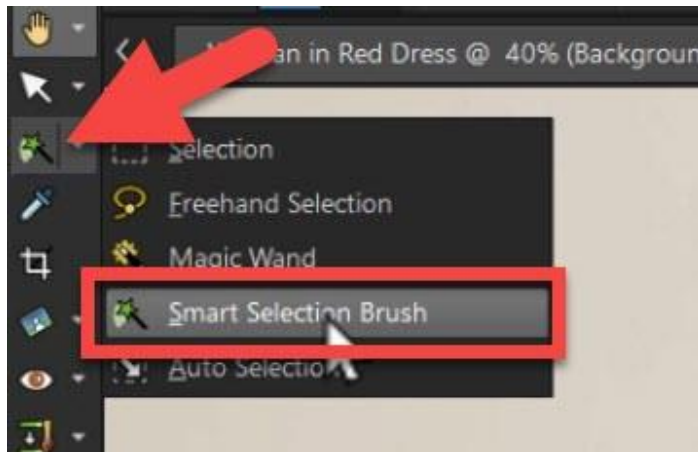 an in Red Dress @ 40% (Backgroun
Selection
Freehand Selection
Magic Wand
Smart Selection Brush
Auto Selectio